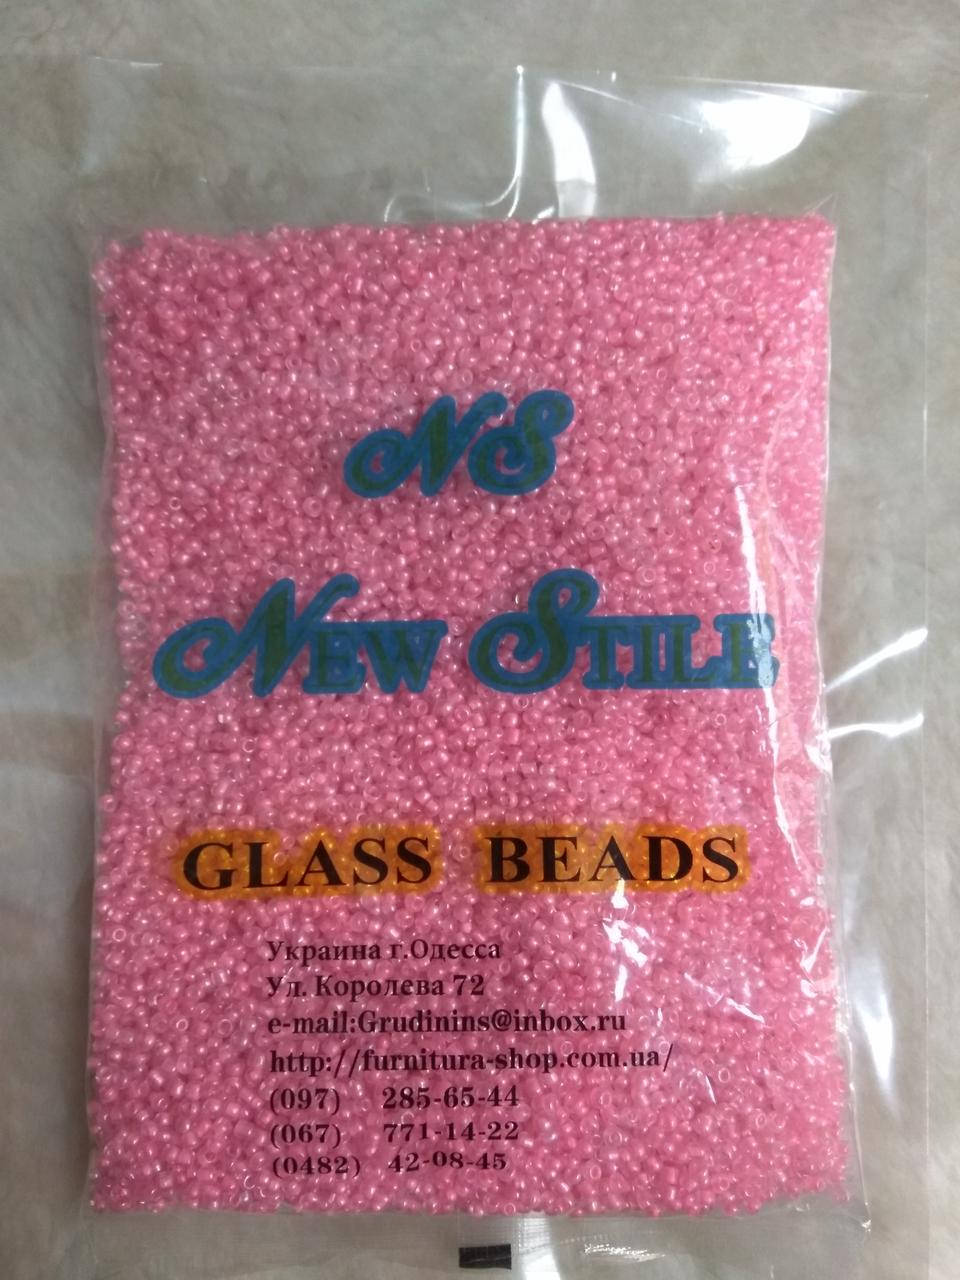 NS
NEW STILE
GLASS BEADS
Украина г.Одесса
Ул. Королева 72
e-mail:Grudinins@inbox.ru
http://furnitura-shop.com.ua/
(097) 285-65-44
(067) 771-14-22
(0482) 42-08-45